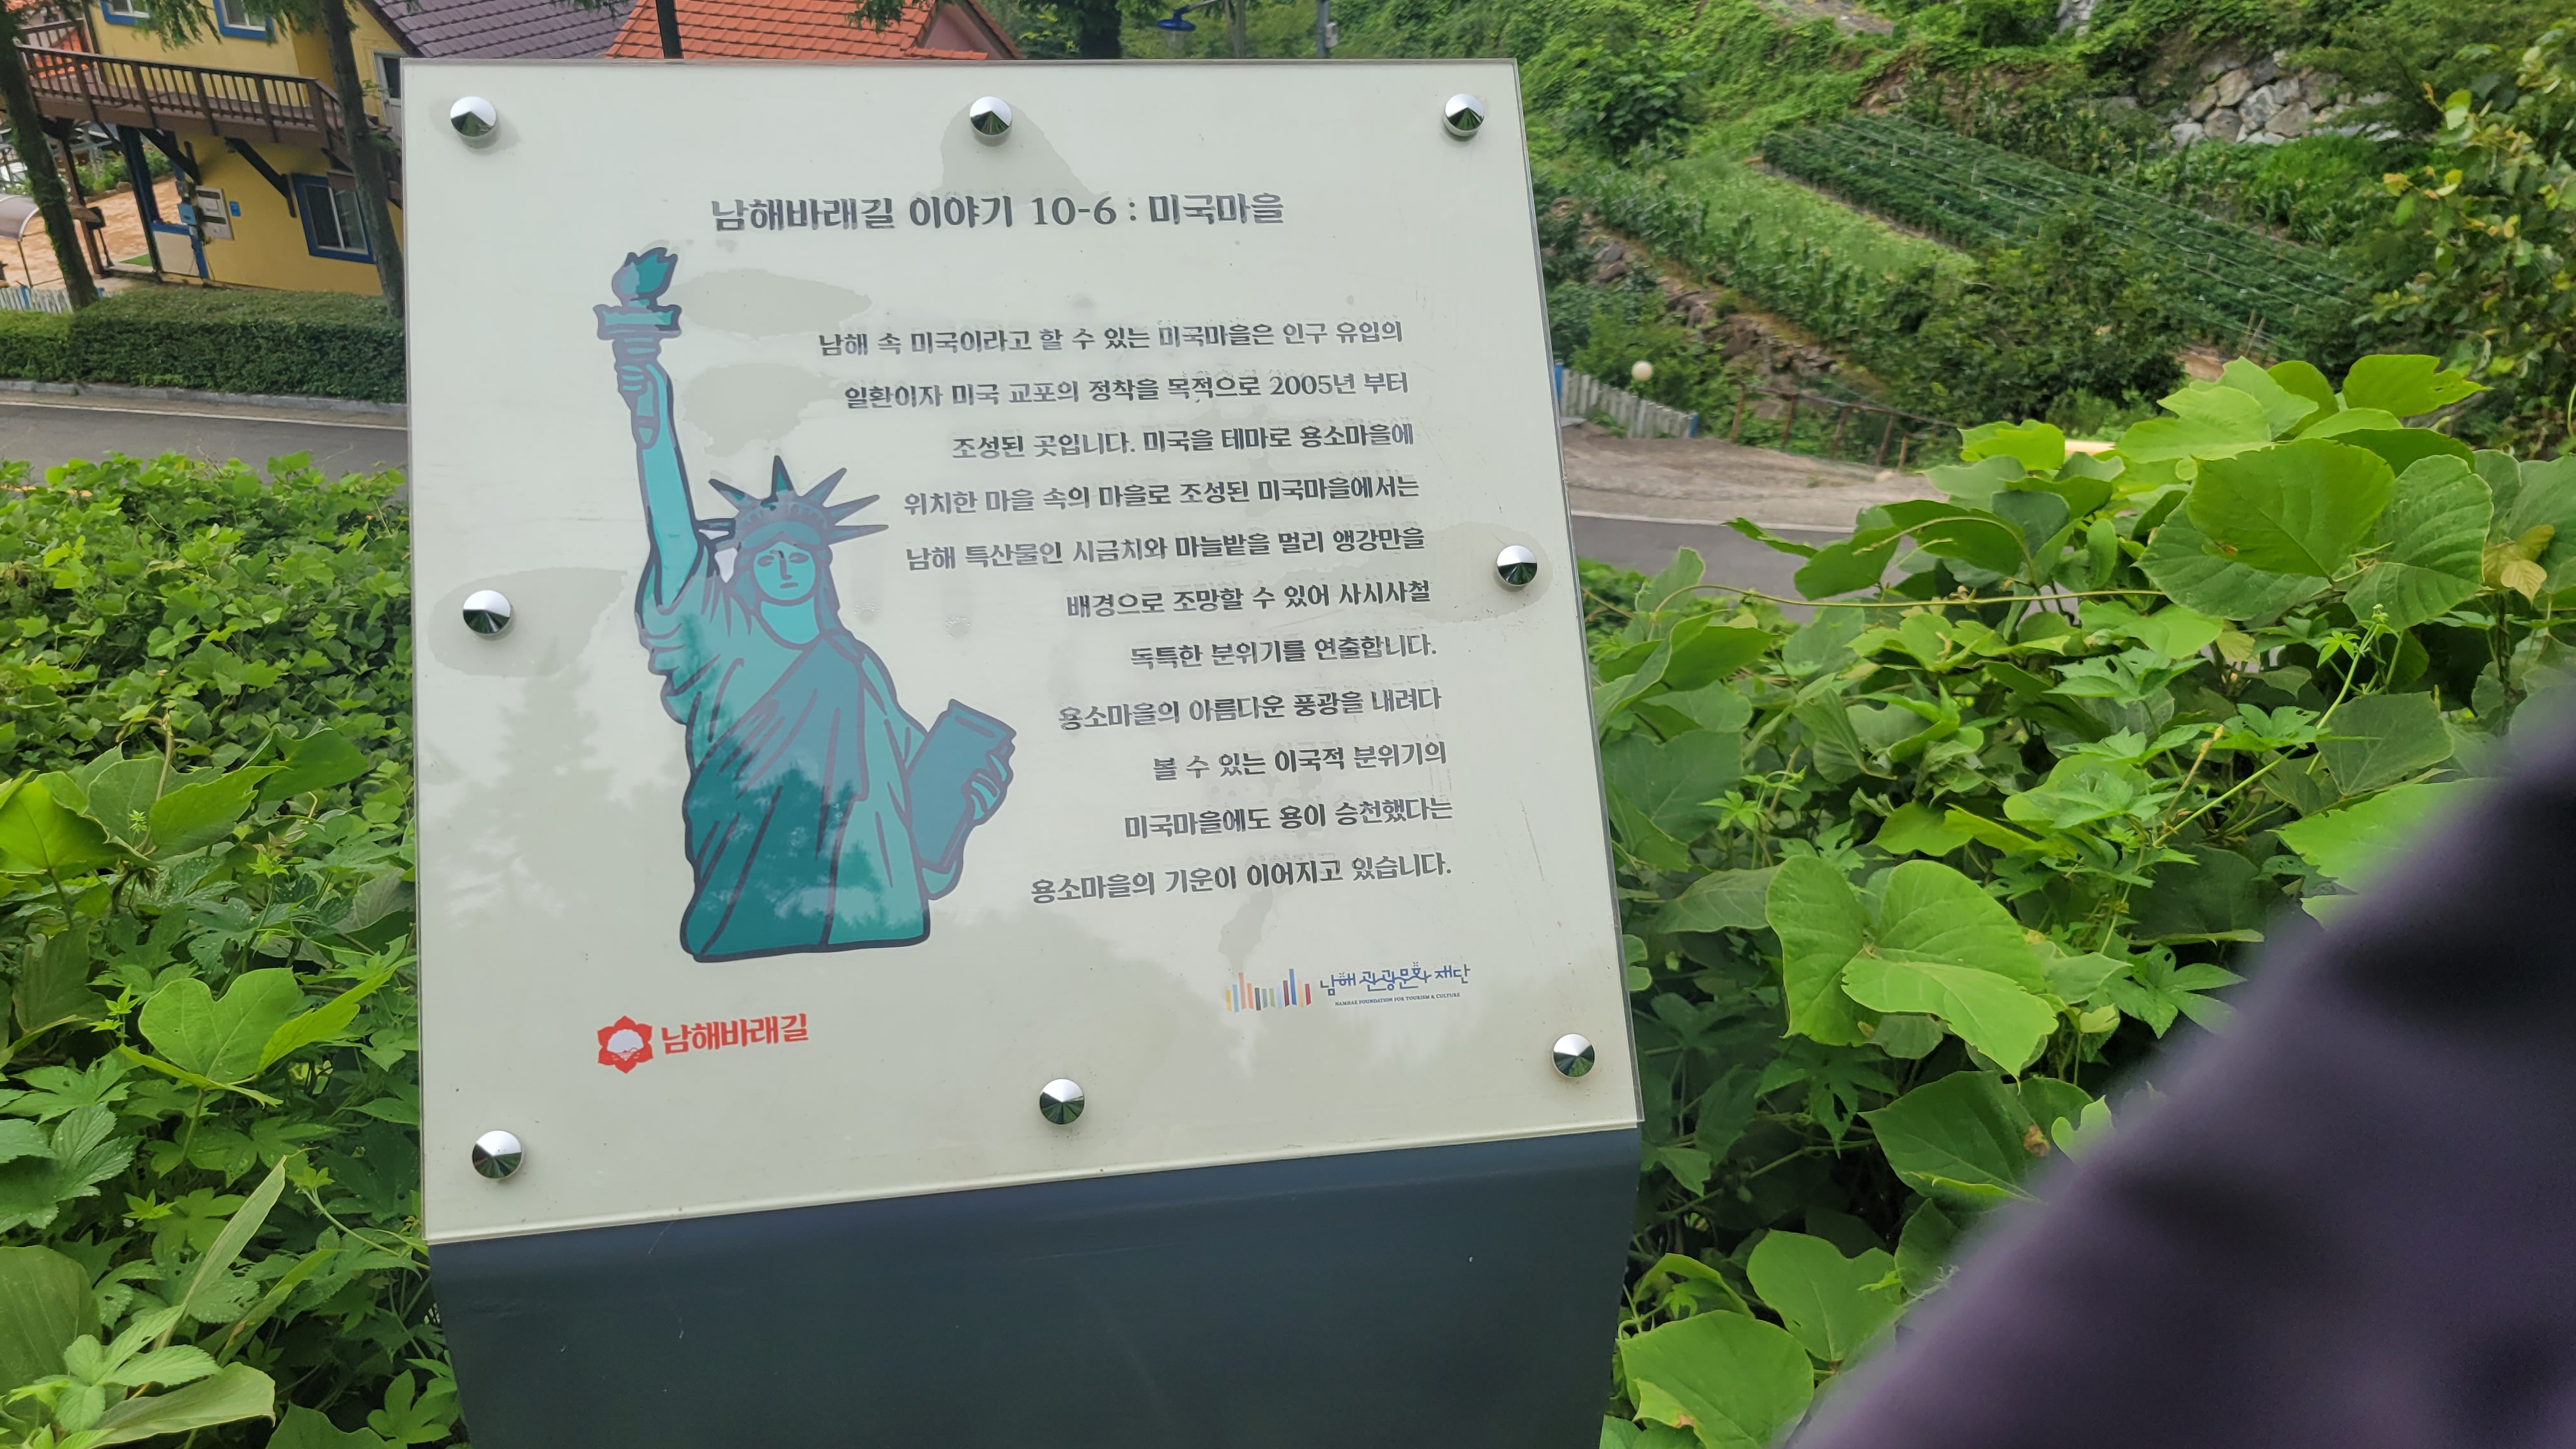 남해바래길 이야기 10-6 : 미국마을
남해 속 미국이라고 할 수 있는 미국마을은 인구 유입의
일환이자 미국 교포의 정착을 목적으로 2005년 부터
조성된 곳입니다. 미국을 테마로 용소마을에
위치한 마을 속의 마을로 조성된 미국마을에서는
남해 특산물인 시금치와 마늘밭을 멀리 앵강만을
배경으로 조망할 수 있어 사시사철
독특한 분위기를 연출합니다.
용소마을의 아름다운 풍광을 내려다
볼 수 있는 이국적 분위기의
미국마을에도 용이 승천했다는
용소마을의 기운이 이어지고 있습니다.
남해관광문화재단
NAMHAE FOUNDATION FOR TOURISM & CULTURE
남해바래길